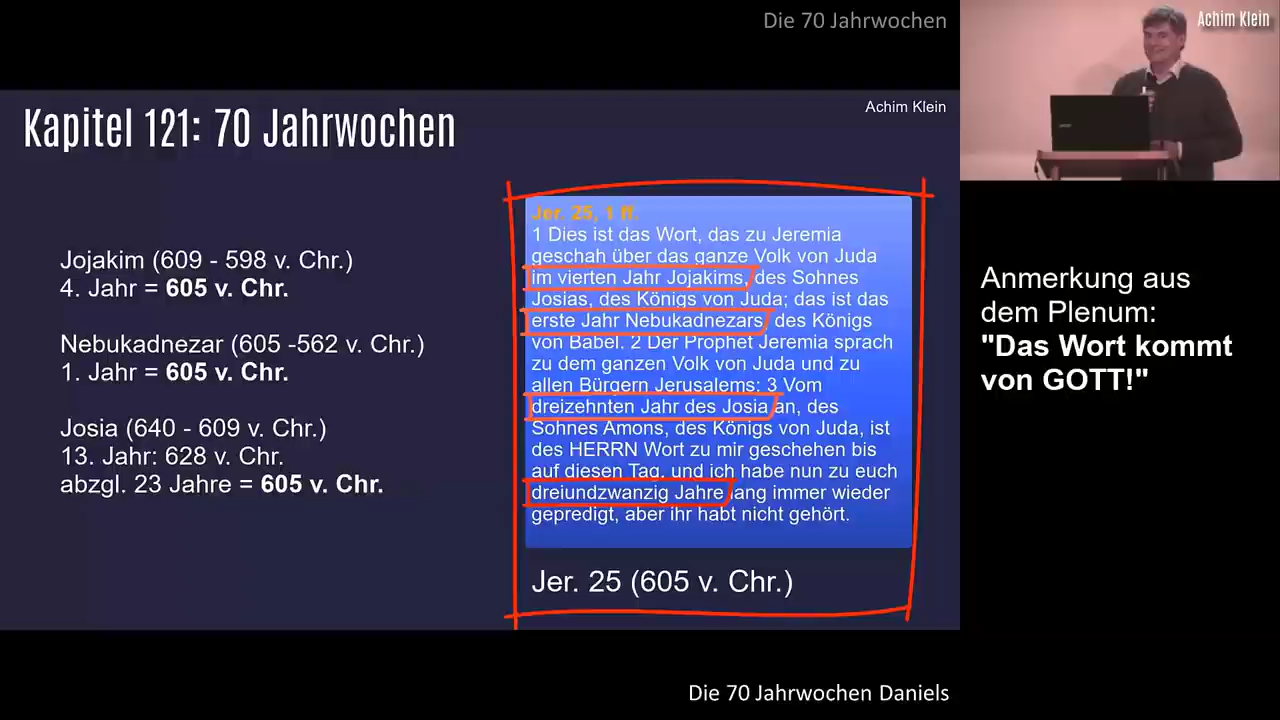 Die 70 Jahrwochen
Achim Klein
Kapitel 121: 70 Jahrwochen
Achim Klein
Jojakim (609 - 598 v. Chr.)
4. Jahr = 605 v. Chr.
Nebukadnezar (605 -562 v. Chr.)
1. Jahr = 605 v. Chr.
Josia (640 - 609 v. Chr.)
13. Jahr: 628 v. Chr.
abzgl. 23 Jahre = 605 v. Chr.
Jer. 25, 1 ff.
1 Dies ist das Wort, das zu Jeremia
geschah über das ganze Volk von Juda
im vierten Jahr Jojakims, des Sohnes
Josias, des Königs von Juda; das ist das
erste Jahr Nebukadnezars, des Königs
von Babel. 2 Der Prophet Jeremia sprach
zu dem ganzen Volk von Juda und zu
allen Bürgern Jerusalems: 3 Vom
dreizehnten Jahr des Josia an, des
Sohnes Amons, des Königs von Juda, ist
des HERRN Wort zu mir geschehen bis
auf diesen Tag, und ich habe nun zu euch
dreiundzwanzig Jahre lang immer wieder
gepredigt, aber ihr habt nicht gehört.
Jer. 25 (605 v. Chr.)
Anmerkung aus
dem Plenum:
"Das Wort kommt
von GOTT!"
Die 70 Jahrwochen Daniels